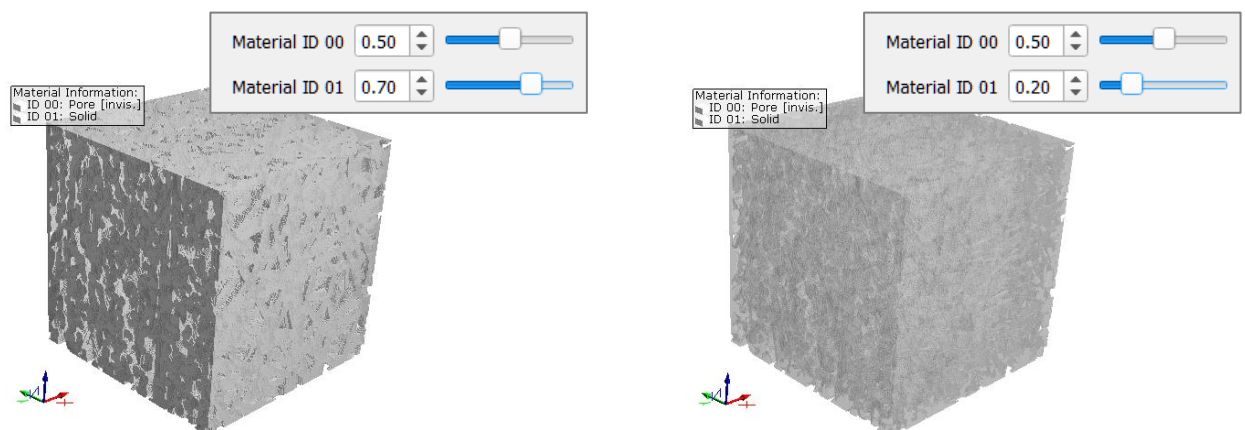 Material ID 00 0.50
Material ID 01 0.70
Material Information:
ID 00: Pore [invis.]
ID 01: Solid
Material ID 00 0.50
Material ID 01 0.20
Material Information:
ID 00: Pore [invis.]
ID 01: Solid